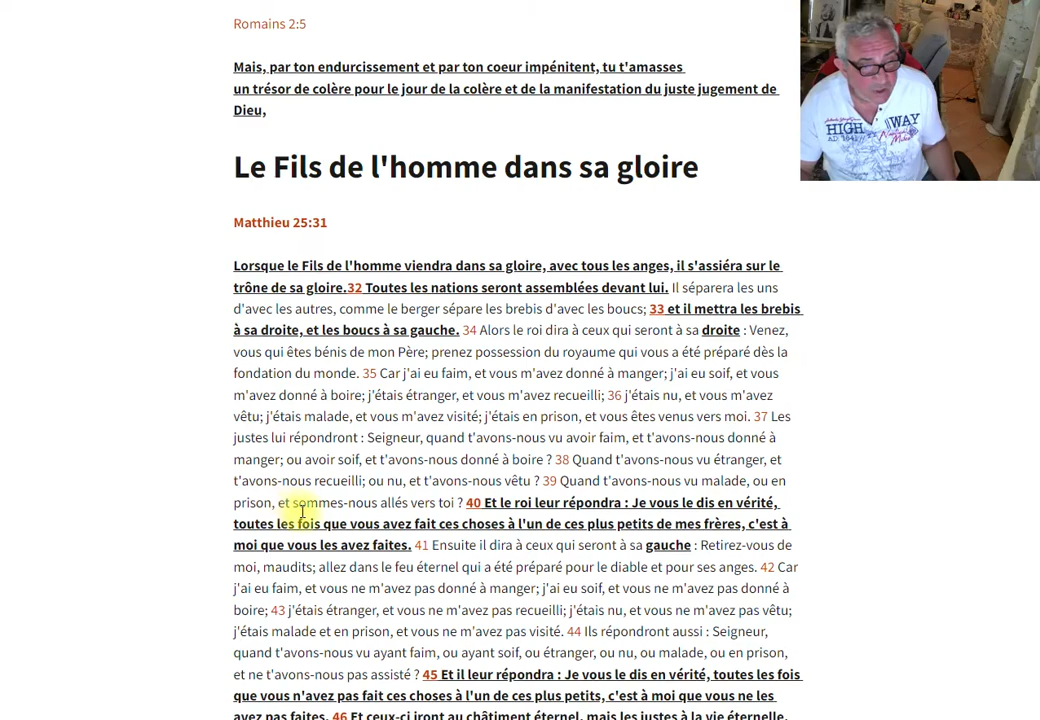 Romains 2:5
Mais, par ton endurcissement et par ton coeur impénitent, tu t'amasses
un trésor de colère pour le jour de la colère et de la manifestation du juste jugement de
Dieu,
Le Fils de l'homme dans sa gloire
Matthieu 25:31
Lorsque le Fils de l'homme viendra dans sa gloire, avec tous les anges, il s'assiéra sur le
trône de sa gloire.32 Toutes les nations seront assemblées devant lui. Il séparera les uns
d'avec les autres, comme le berger sépare les brebis d'avec les boucs; 33 et il mettra les brebis
à sa droite, et les boucs à sa gauche. 34 Alors le roi dira à ceux qui seront à sa droite : Venez,
vous qui êtes bénis de mon Père; prenez possession du royaume qui vous a été préparé dès la
fondation du monde. 35 Car j'ai eu faim, et vous m'avez donné à manger; j'ai eu soif, et vous
m'avez donné à boire; j'étais étranger, et vous m'avez recueilli; 36 j'étais nu, et vous m'avez
vêtu; j'étais malade, et vous m'avez visité; j'étais en prison, et vous êtes venus vers moi. 37 Les
justes lui répondront : Seigneur, quand t'avons-nous vu avoir faim, et t'avons-nous donné à
manger; ou avoir soif, et t'avons-nous donné à boire ? 38 Quand t'avons-nous vu étranger, et
t'avons-nous recueilli; ou nu, et t'avons-nous vêtu ? 39 Quand t'avons-nous vu malade, ou en
prison, et sommes-nous allés vers toi ? 40 Et le roi leur répondra : Je vous le dis en vérité,
toutes les fois que vous avez fait ces choses à l'un de ces plus petits de mes frères, c'est à
moi que vous les avez faites. 41 Ensuite il dira à ceux qui seront à sa gauche : Retirez-vous de
moi, maudits; allez dans le feu éternel qui a été préparé pour le diable et pour ses anges. 42 Car
j'ai eu faim, et vous ne m'avez pas donné à manger; j'ai eu soif, et vous ne m'avez pas donné à
boire; 43 j'étais étranger, et vous ne m'avez pas recueilli; j'étais nu, et vous ne m'avez pas vêtu;
j'étais malade et en prison, et vous ne m'avez pas visité. 44 Ils répondront aussi : Seigneur,
quand t'avons-nous vu ayant faim, ou ayant soif, ou étranger, ou nu, ou malade, ou en prison,
et ne t'avons-nous pas assisté ? 45 Et il leur répondra : Je vous le dis en vérité, toutes les fois
que vous n'avez pas fait ces choses à l'un de ces plus petits, c'est à moi que vous ne les
avez pas faites. 46 Et ceux-ci iront au châtiment éternel, mais les justes à la vie éternelle.
HIGH WAY